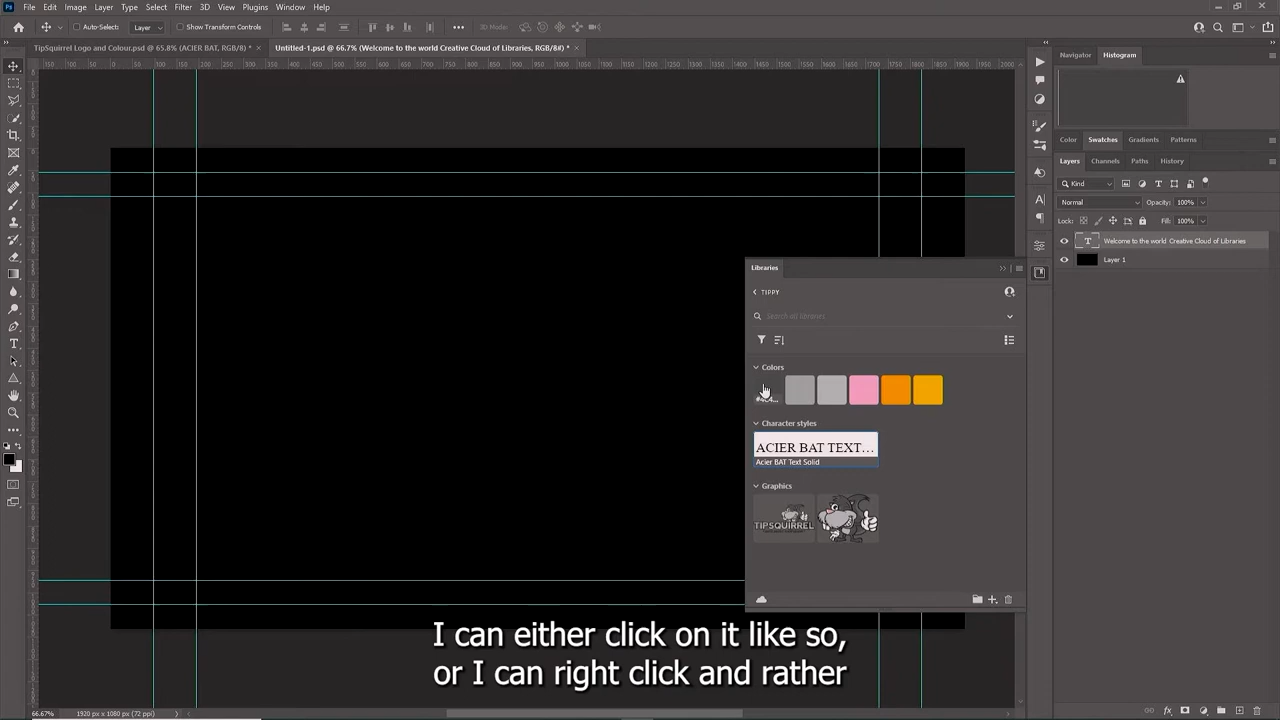 File Edit Image Layer Type Select Filter 3D View Plugins Window Help
Auto-Select: Layer Show Transform Controls 3D Mode:
TipSquirrel Logo and Colour.psd @ 65.8% (ACIER BAT, RGB/8) *
Untitled-1.psd @ 66.7% (Welcome to the world Creative Cloud of Libraries, RGB/8#) *
Navigator Histogram
Color Swatches Gradients Patterns
Layers Channels Paths History
Kind
Normal Opacity: 100%
Lock: Fill: 100%
Welcome to the world Creative Cloud of Libraries
Layer 1
Libraries
TIPPY
Search all libraries
Colors
Character styles
ACIER BAT TEXT...
Acier BAT Text Solid
Graphics
TIPSQUIRREL
I can either click on it like so,
or I can right click and rather
66.67% 1920 px x 1080 px (72 ppi)